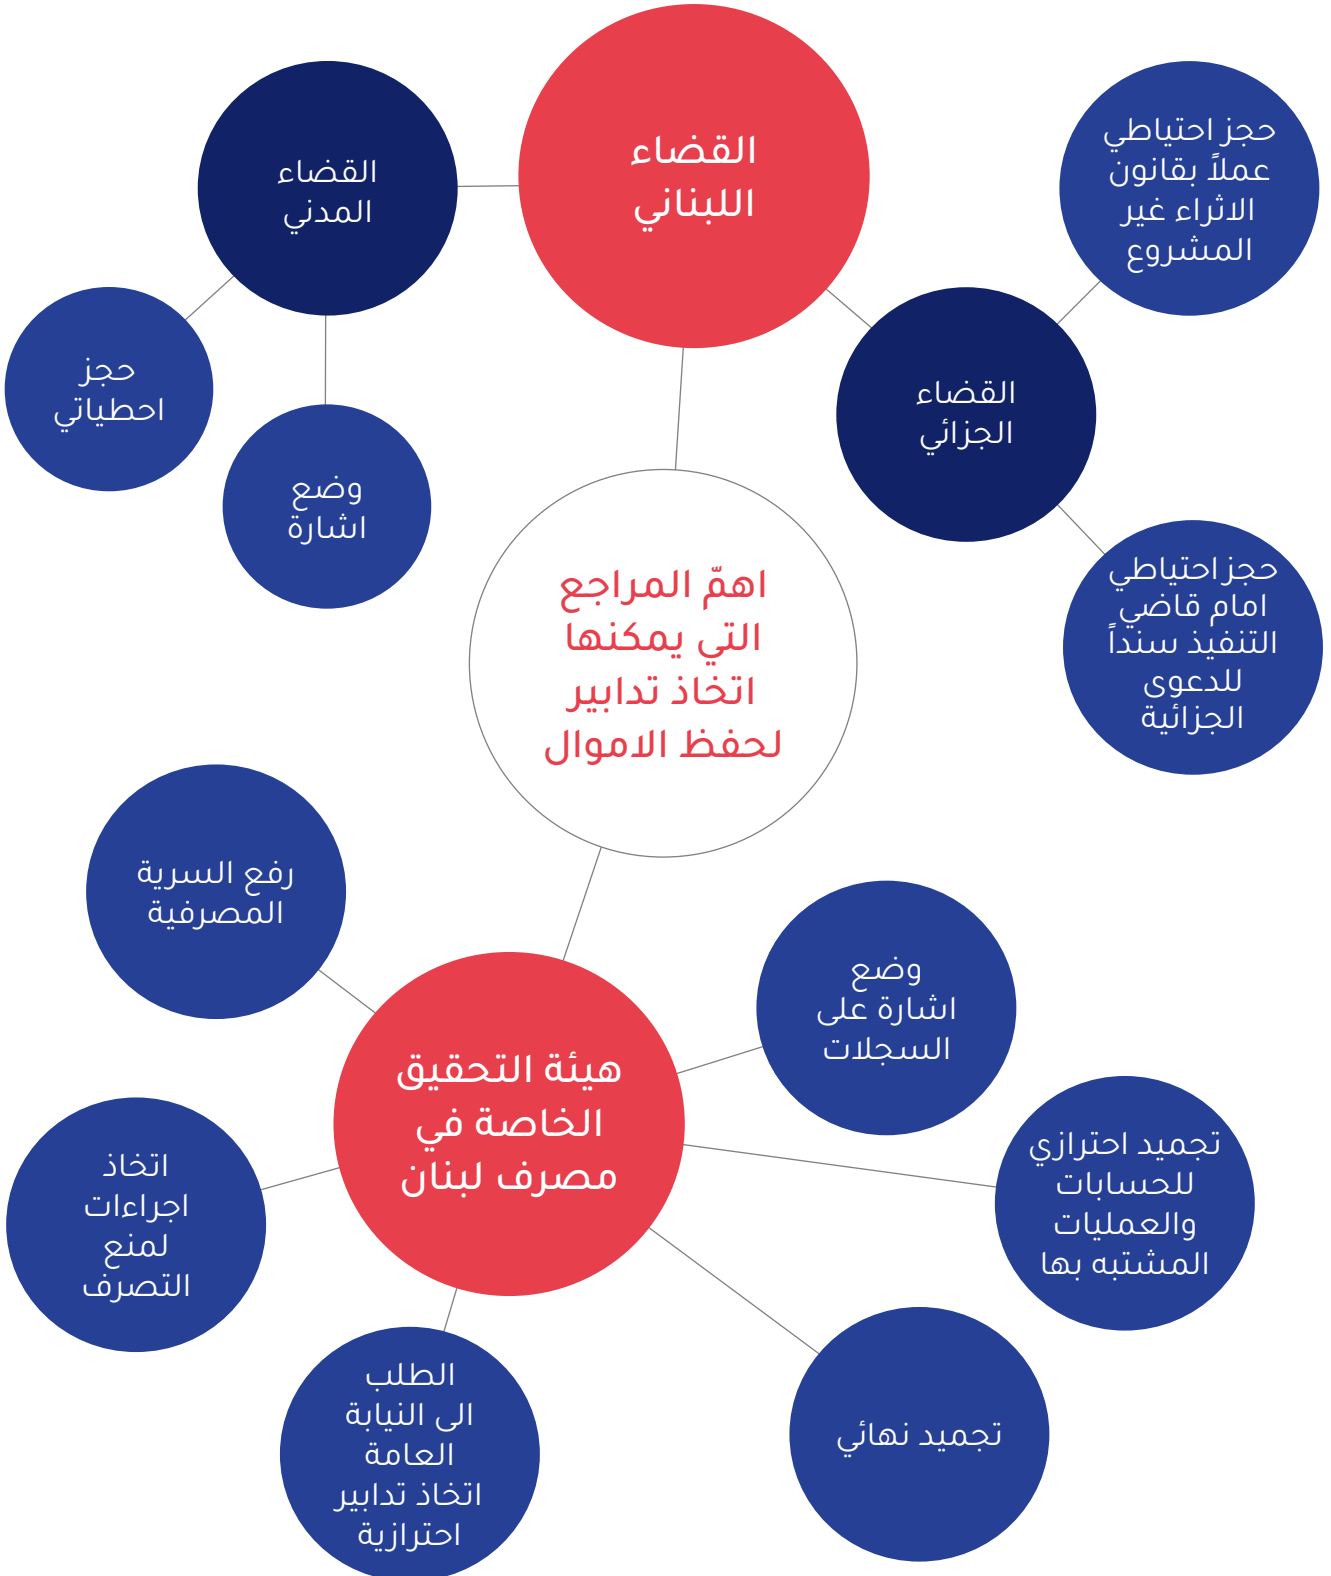 القضاء
اللبناني
القضاء
المدني
حجز
احطياتي
وضع
اشارة
حجز احتياطي
عملاً بقانون
الاثراء غير
المشروع
القضاء
الجزائي
حجز احتياطي
امام قاضي
التنفيذ سنداً
للدعوى
الجزائية
اهمّ المراجع
التي يمكنها
اتخاذ تدابير
لحفظ الاموال
رفع السرية
المصرفية
هيئة التحقيق
الخاصة في
مصرف لبنان
وضع
اشارة على
السجلات
تجميد احترازي
للحسابات
والعمليات
المشتبه بها
اتخاذ
اجراءات
لمنع
التصرف
الطلب
الى النيابة
العامة
اتخاذ تدابير
احترازية
تجميد نهائي